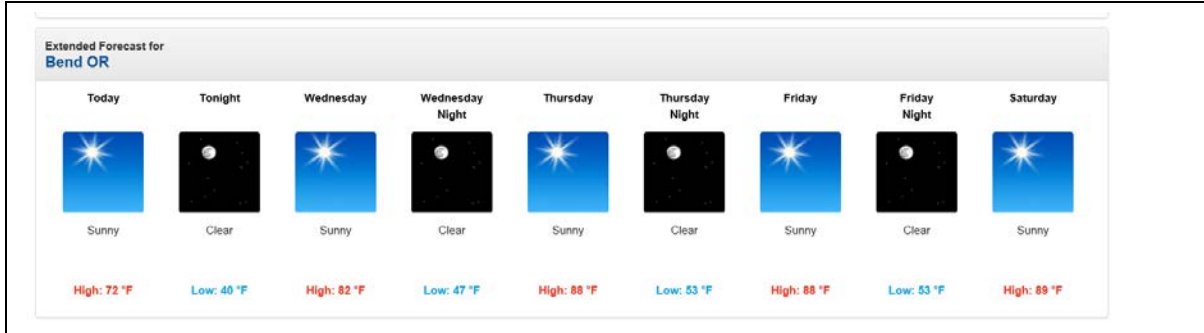 Extended Forecast for
Bend OR
Today
Tonight
Wednesday
Wednesday
Night
Thursday
Thursday
Night
Friday
Friday
Night
Saturday
Sunny
Clear
Sunny
Clear
Sunny
Clear
Sunny
Clear
Sunny
High: 72 °F
Low: 40 °F
High: 82 °F
Low: 47 °F
High: 88 °F
Low: 53 °F
High: 88 °F
Low: 53 °F
High: 89 °F